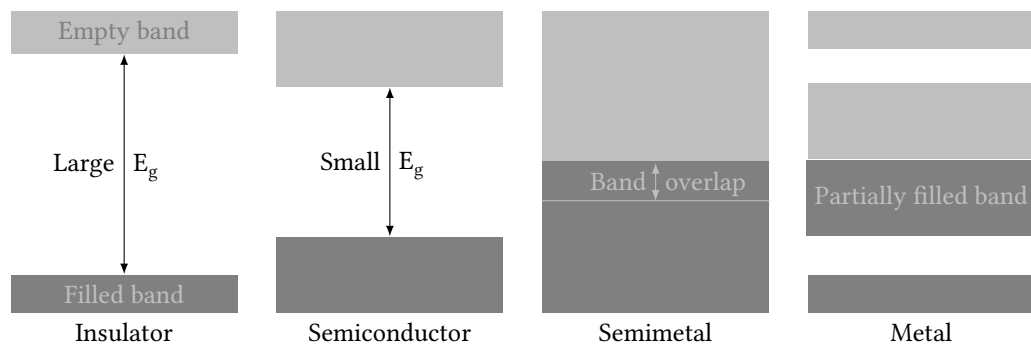 Empty band
Large E_g
Small E_g
Band overlap
Partially filled band
Filled band
Insulator
Semiconductor
Semimetal
Metal